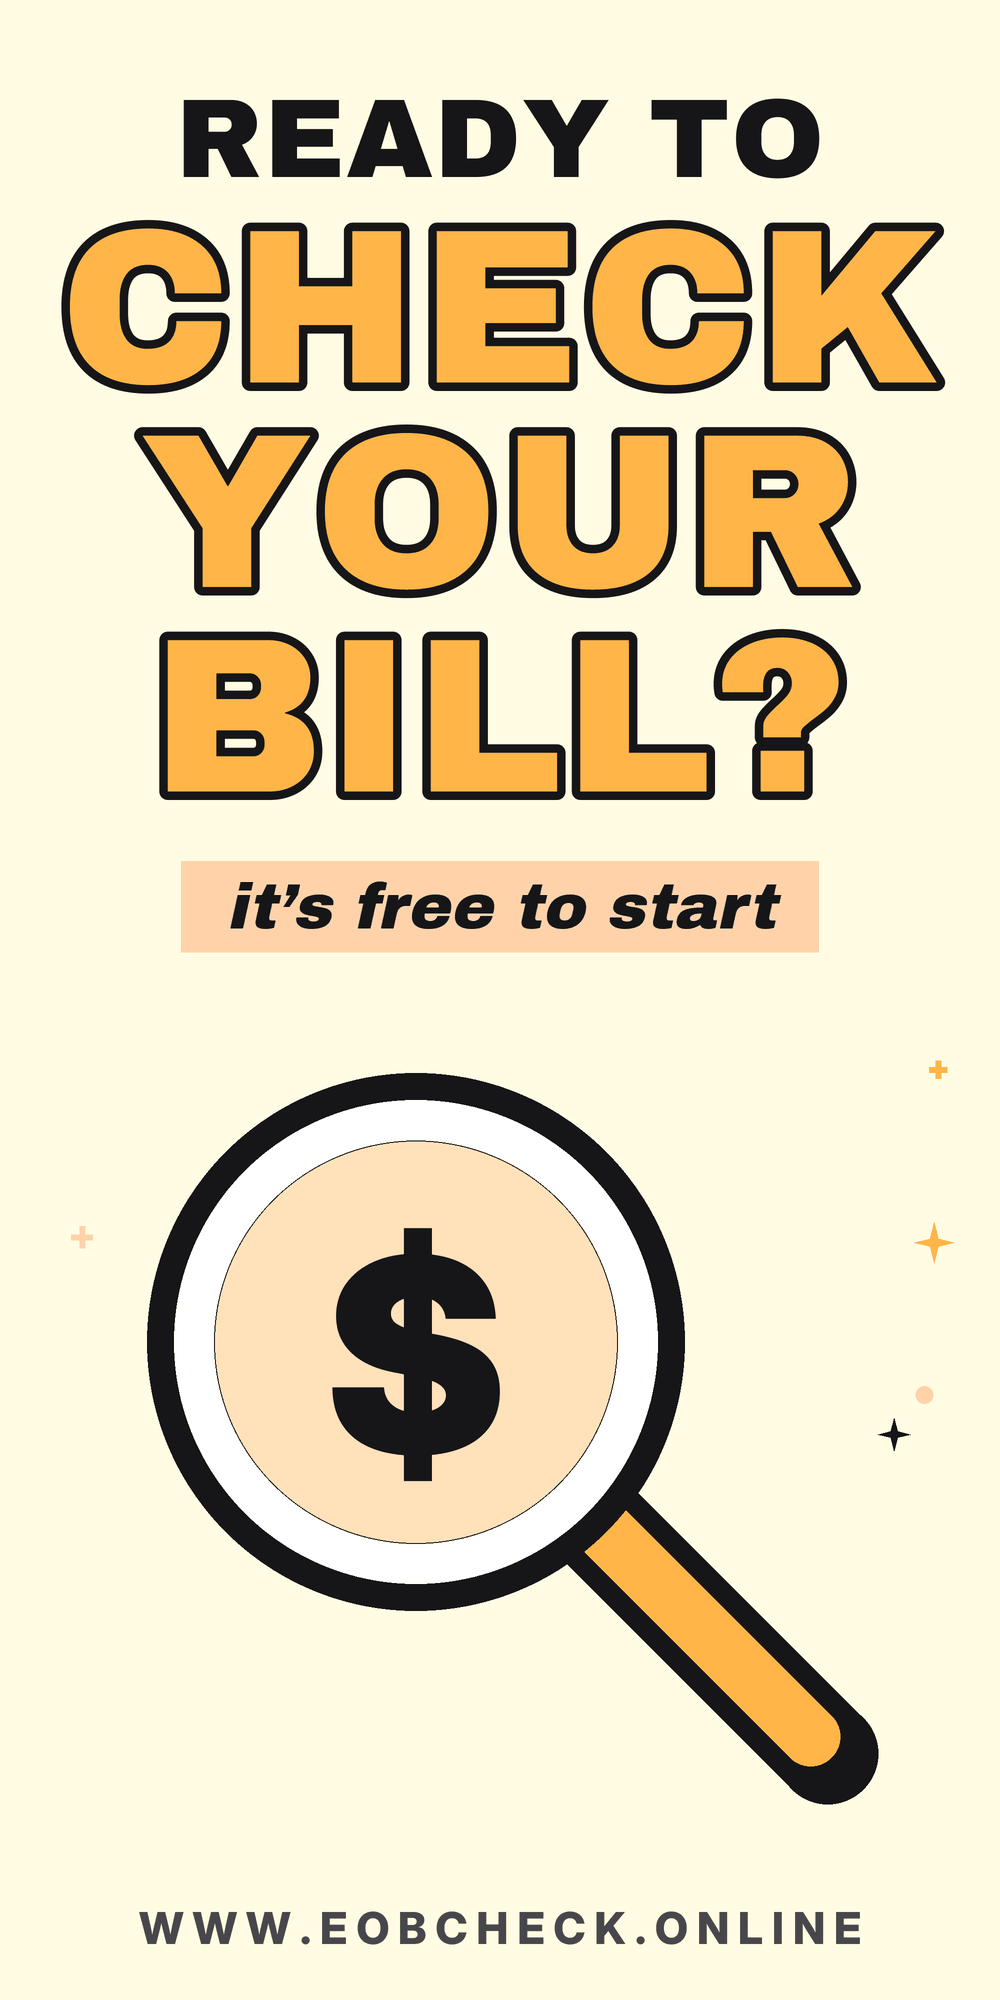 READY TO
CHECK
YOUR
BILL?
it's free to start
$
WWW.EOBCHECK.ONLINE